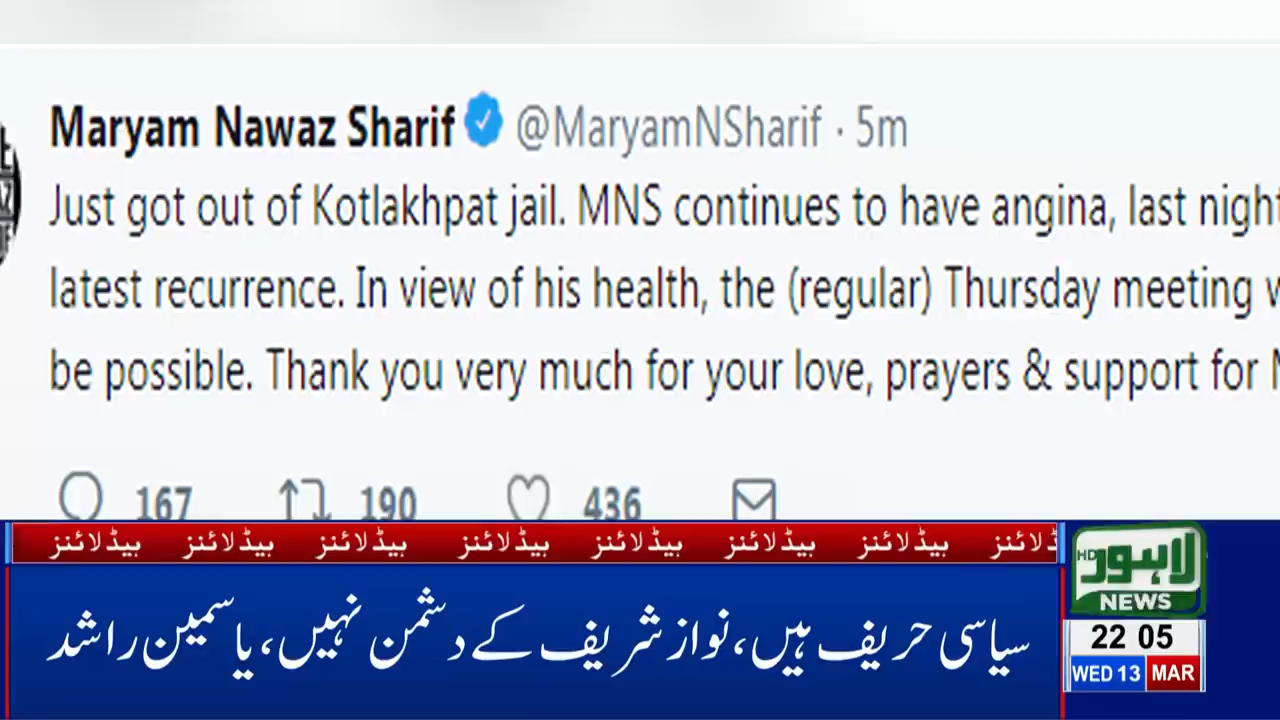 Maryam Nawaz Sharif @MaryamNSharif · 5m
Just got out of Kotlakhpat jail. MNS continues to have angina, last night
latest recurrence. In view of his health, the (regular) Thursday meeting
be possible. Thank you very much for your love, prayers & support for
167 190 436
ہیڈلائنز ہیڈلائنز ہیڈلائنز ہیڈلائنز ہیڈلائنز ہیڈلائنز ہیڈلائنز
سیاسی حریف ہیں، نواز شریف کے دشمن نہیں، یاسمین راشد
HD لاہور
NEWS
22 05
WED 13 MAR